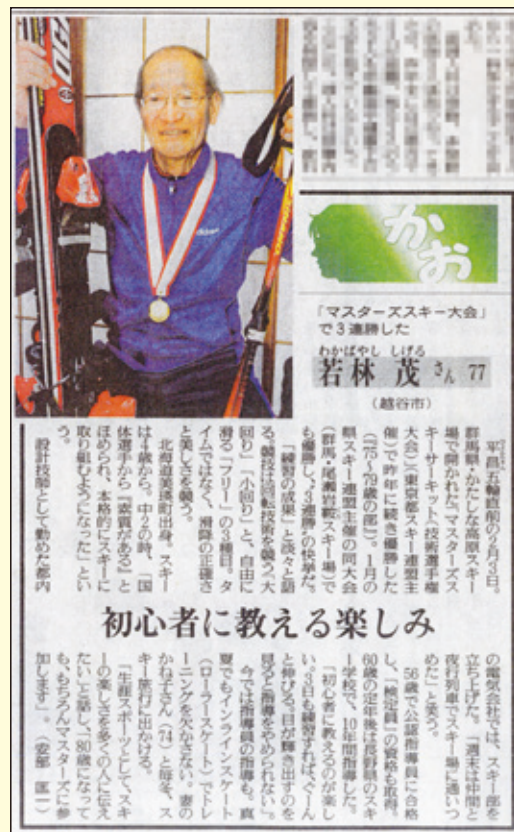 かお
「マスターズスキー大会」
で3連勝した
わかばやし しげる
若林 茂 さん 77
(越谷市)
平昌五輪直前の2月3日。
群馬県・かたしな高原スキー
場で開かれた「マスターズス
キーサーキット(技術選手権
大会)」(東京都スキー連盟主
催)で昨年に続き優勝した
(75〜79歳の部)。1月の
県スキー連盟主催の同大会
(群馬・尾瀬岩鞍スキー場)で
も優勝し、3連勝の快挙だ。
「練習の成果」と淡々と語
る。競技は回転技術を競う「大
回り」「小回り」と、自由に
滑る「フリー」の3種目。タ
イムではなく、滑降の正確さ
と美しさを競う。
北海道美瑛町出身。スキー
は4歳から。中2の時、「国
体選手から『素質がある』と
ほめられ、本格的にスキーに
取り組むようになった」とい
う。
設計技師として勤めた都内
初心者に教える楽しみ
の電気会社では、スキー部を
立ち上げた。「週末は仲間と
夜行列車でスキー場に通いつ
めた」と笑う。
56歳で公認指導員に合格
し、「検定員」の資格も取得。
60歳の定年後は長野県のスキ
ー学校で、10年間指導した。
「初心者に教えるのが楽し
い。3日も練習すれば、ぐーん
と伸びる。目が輝き出すのを
見ると指導をやめられない」。
今では指導員の指導も。真
夏でもインラインスケート
(ローラースケート)でトレ
ーニングを欠かさない。妻の
かね子さん(74)と毎冬、ス
キー旅行に出かける。
「生涯スポーツとして、スキ
ーの楽しさを多くの人に伝え
たい」と話し、「80歳になって
も、もちろんマスターズに参
加します」。(安部 匡一)